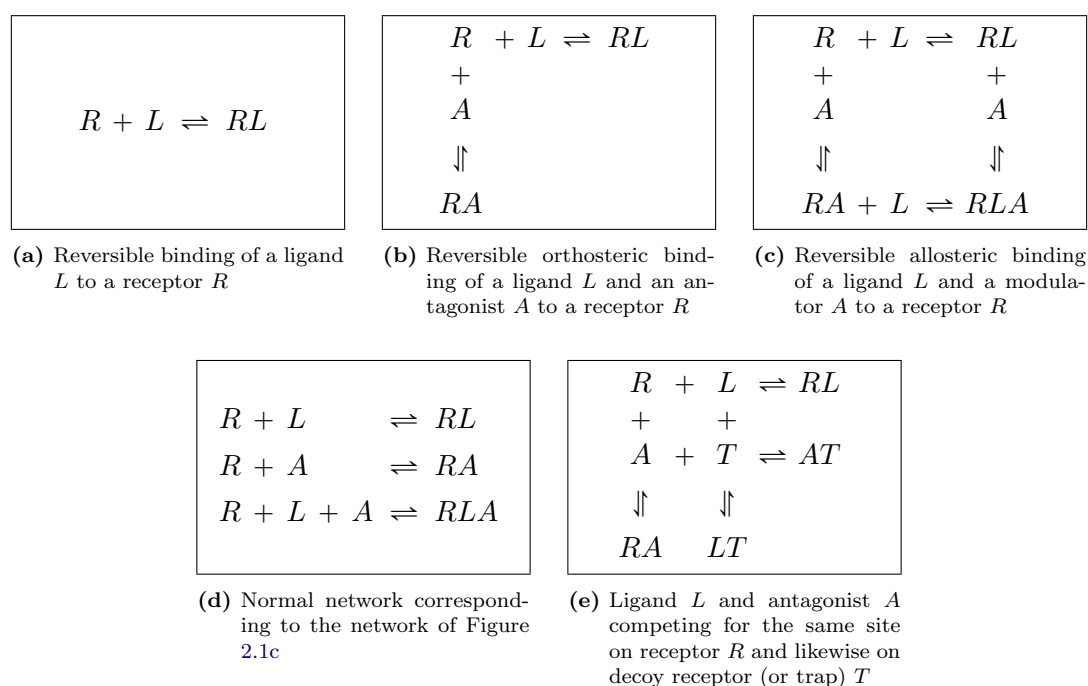 R + L ⇌ RL
(a) Reversible binding of a ligand
L to a receptor R
R + L ⇌ RL
+
A
⥮
RA
(b) Reversible orthosteric bind-
ing of a ligand L and an an-
tagonist A to a receptor R
R + L ⇌ RL
+ +
A A
⥮ ⥮
RA + L ⇌ RLA
(c) Reversible allosteric binding
of a ligand L and a modula-
tor A to a receptor R
R + L ⇌ RL
R + A ⇌ RA
R + L + A ⇌ RLA
(d) Normal network correspond-
ing to the network of Figure
2.1c
R + L ⇌ RL
+ +
A + T ⇌ AT
⥮ ⥮
RA LT
(e) Ligand L and antagonist A
competing for the same site
on receptor R and likewise on
decoy receptor (or trap) T